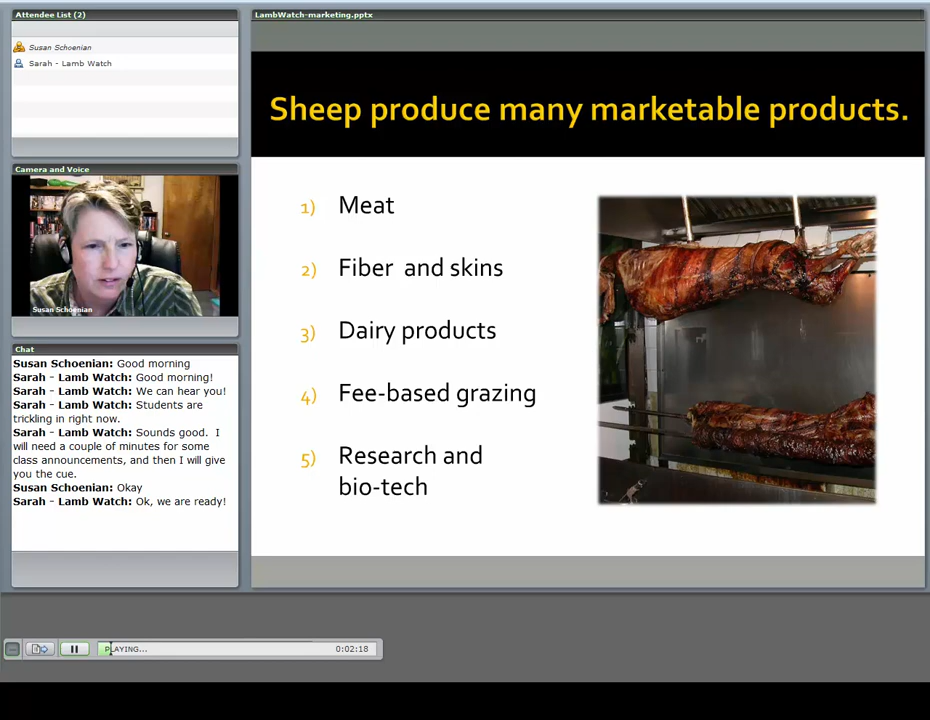 Attendee List (2)
Susan Schoenian
Sarah - Lamb Watch
Camera and Voice
Susan Schoenian
Chat
Susan Schoenian: Good morning
Sarah - Lamb Watch: Good morning!
Sarah - Lamb Watch: We can hear you!
Sarah - Lamb Watch: Students are
trickling in right now.
Sarah - Lamb Watch: Sounds good.  I
will need a couple of minutes for some
class announcements, and then I will give
you the cue.
Susan Schoenian: Okay
Sarah - Lamb Watch: Ok, we are ready!
LambWatch-marketing.pptx
Sheep produce many marketable products.
1) Meat
2) Fiber  and skins
3) Dairy products
4) Fee-based grazing
5) Research and
bio-tech
PLAYING...
0:02:18